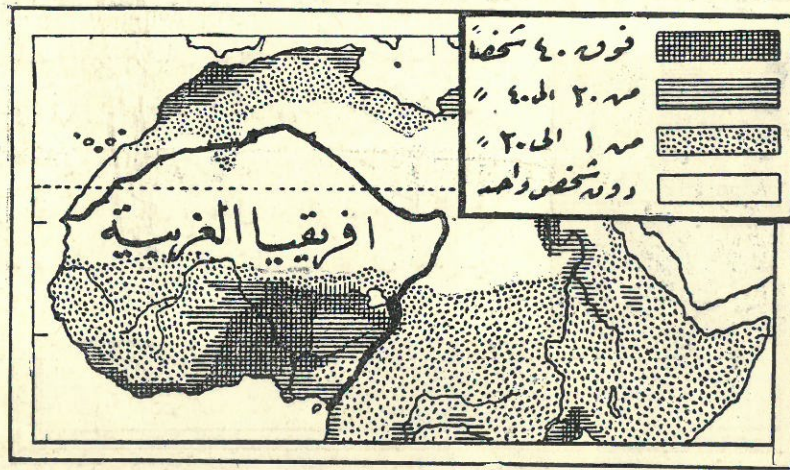 فوق ٤٠ شخصاً
من ٢٠ الى ٤٠ "
من ١ الى ٢٠ "
دون شخص واحد
افريقيا الغربية